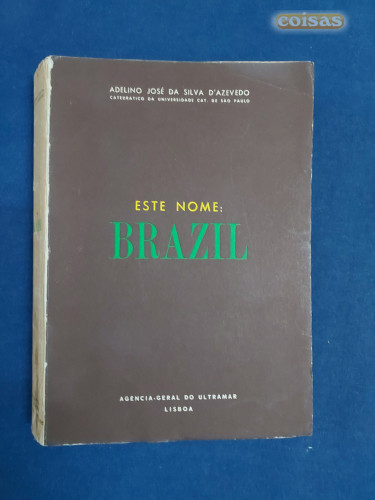 coisas
ADELINO JOSÉ DA SILVA D'AZEVEDO
CATEDRÁTICO DA UNIVERSIDADE CAT. DE SÃO PAULO
ESTE NOME:
BRAZIL
AGENCIA-GERAL DO ULTRAMAR
LISBOA